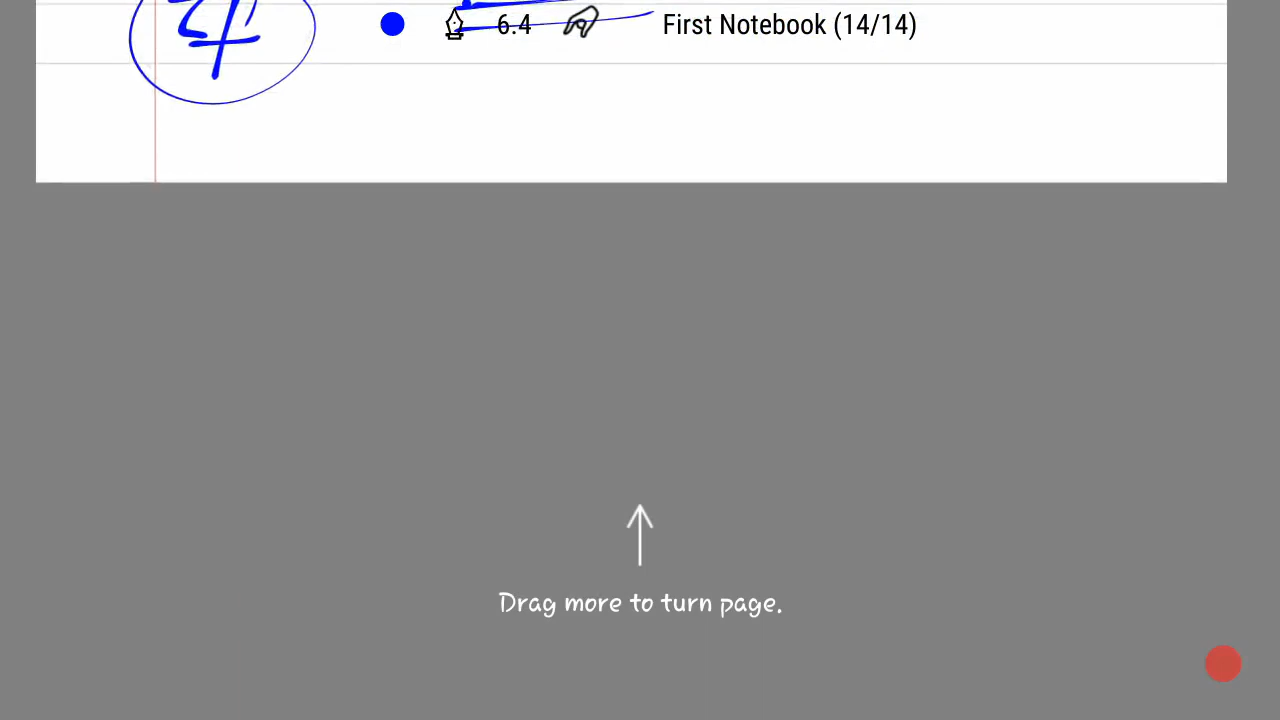 6.4 First Notebook (14/14)
Drag more to turn page.